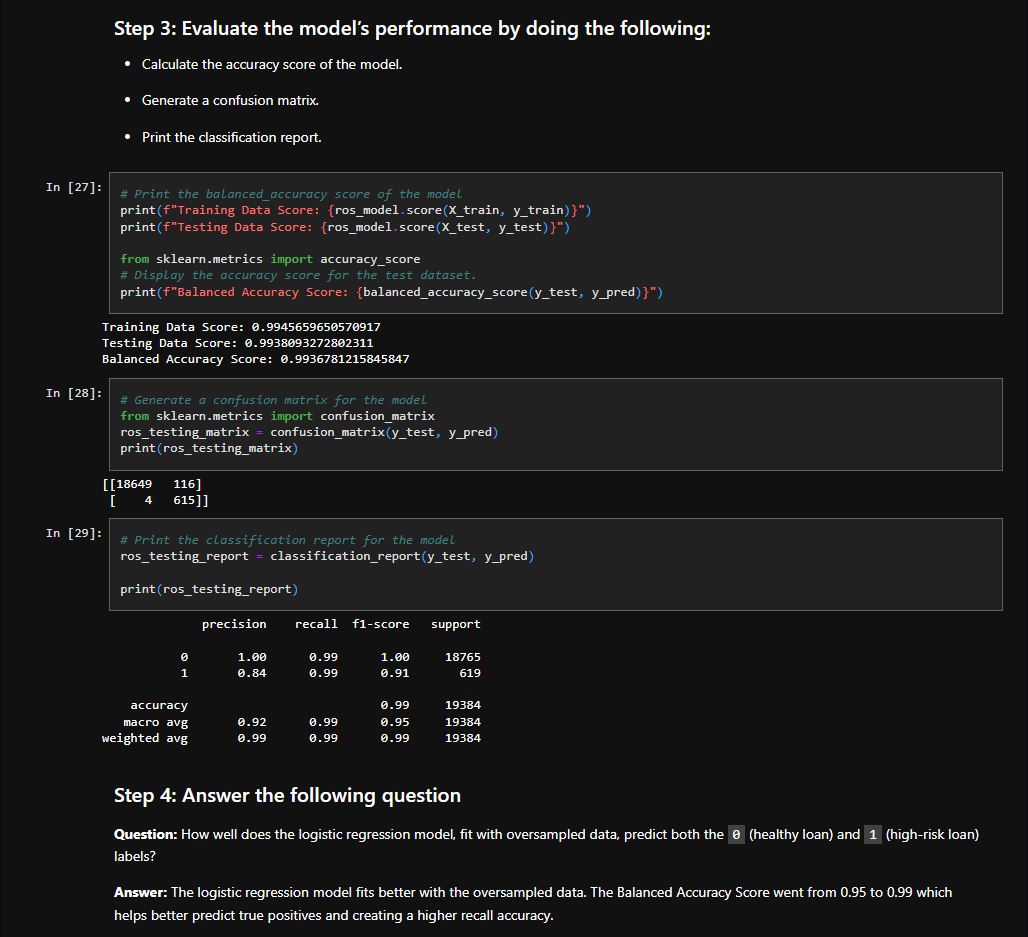 Step 3: Evaluate the model’s performance by doing the following:
• Calculate the accuracy score of the model.
• Generate a confusion matrix.
• Print the classification report.
In [27]:
# Print the balanced_accuracy score of the model
print(f"Training Data Score: {ros_model.score(X_train, y_train)}")
print(f"Testing Data Score: {ros_model.score(X_test, y_test)}")
from sklearn.metrics import accuracy_score
# Display the accuracy score for the test dataset.
print(f"Balanced Accuracy Score: {balanced_accuracy_score(y_test, y_pred)}")
Training Data Score: 0.9945659650570917
Testing Data Score: 0.9938093272802311
Balanced Accuracy Score: 0.9936781215845847
In [28]:
# Generate a confusion matrix for the model
from sklearn.metrics import confusion_matrix
ros_testing_matrix = confusion_matrix(y_test, y_pred)
print(ros_testing_matrix)
[[18649   116]
 [    4   615]]
In [29]:
# Print the classification report for the model
ros_testing_report = classification_report(y_test, y_pred)
print(ros_testing_report)
precision recall f1-score support
0 1.00 0.99 1.00 18765
1 0.84 0.99 0.91 619
accuracy 0.99 19384
macro avg 0.92 0.99 0.95 19384
weighted avg 0.99 0.99 0.99 19384
Step 4: Answer the following question
Question: How well does the logistic regression model, fit with oversampled data, predict both the 0 (healthy loan) and 1 (high-risk loan)
labels?
Answer: The logistic regression model fits better with the oversampled data. The Balanced Accuracy Score went from 0.95 to 0.99 which
helps better predict true positives and creating a higher recall accuracy.